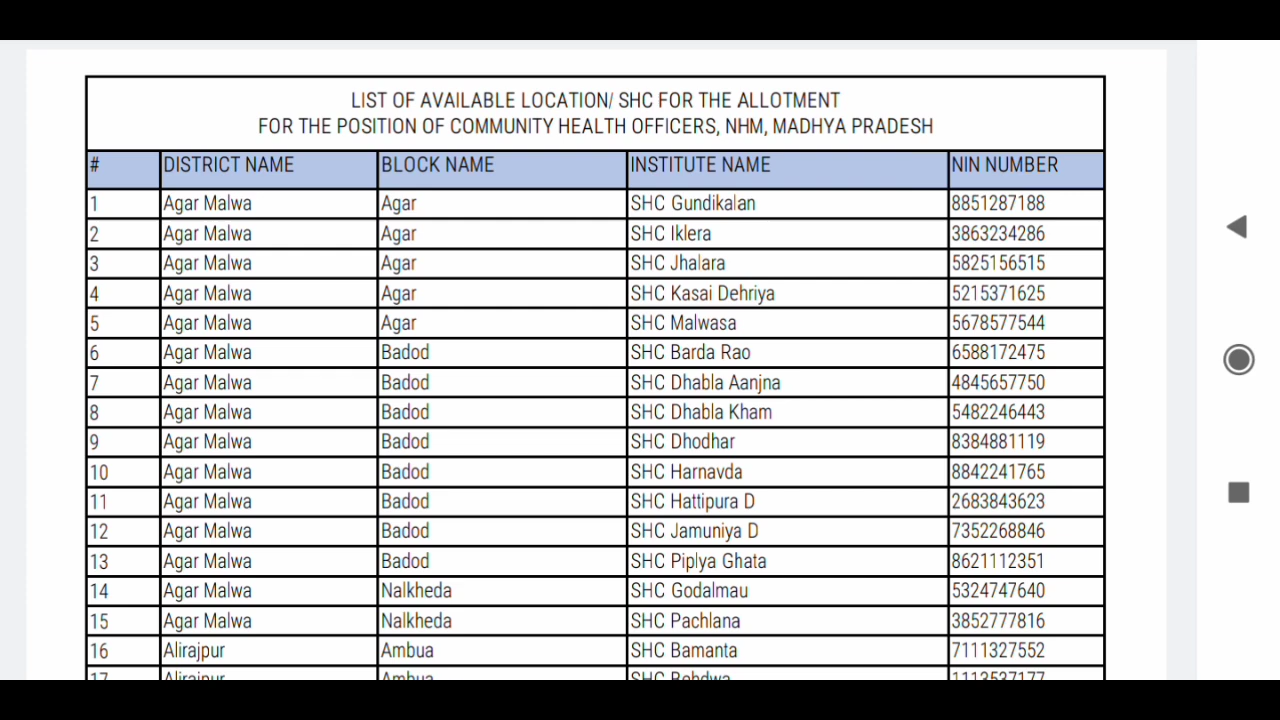 LIST OF AVAILABLE LOCATION/ SHC FOR THE ALLOTMENT
FOR THE POSITION OF COMMUNITY HEALTH OFFICERS, NHM, MADHYA PRADESH
# DISTRICT NAME BLOCK NAME INSTITUTE NAME NIN NUMBER
1 Agar Malwa Agar SHC Gundikalan 8851287188
2 Agar Malwa Agar SHC Iklera 3863234286
3 Agar Malwa Agar SHC Jhalara 5825156515
4 Agar Malwa Agar SHC Kasai Dehriya 5215371625
5 Agar Malwa Agar SHC Malwasa 5678577544
6 Agar Malwa Badod SHC Barda Rao 6588172475
7 Agar Malwa Badod SHC Dhabla Aanjna 4845657750
8 Agar Malwa Badod SHC Dhabla Kham 5482246443
9 Agar Malwa Badod SHC Dhodhar 8384881119
10 Agar Malwa Badod SHC Harnavda 8842241765
11 Agar Malwa Badod SHC Hattipura D 2683843623
12 Agar Malwa Badod SHC Jamuniya D 7352268846
13 Agar Malwa Badod SHC Piplya Ghata 8621112351
14 Agar Malwa Nalkheda SHC Godalmau 5324747640
15 Agar Malwa Nalkheda SHC Pachlana 3852777816
16 Alirajpur Ambua SHC Bamanta 7111327552
17 Alirajpur Ambua SHC 1113537177